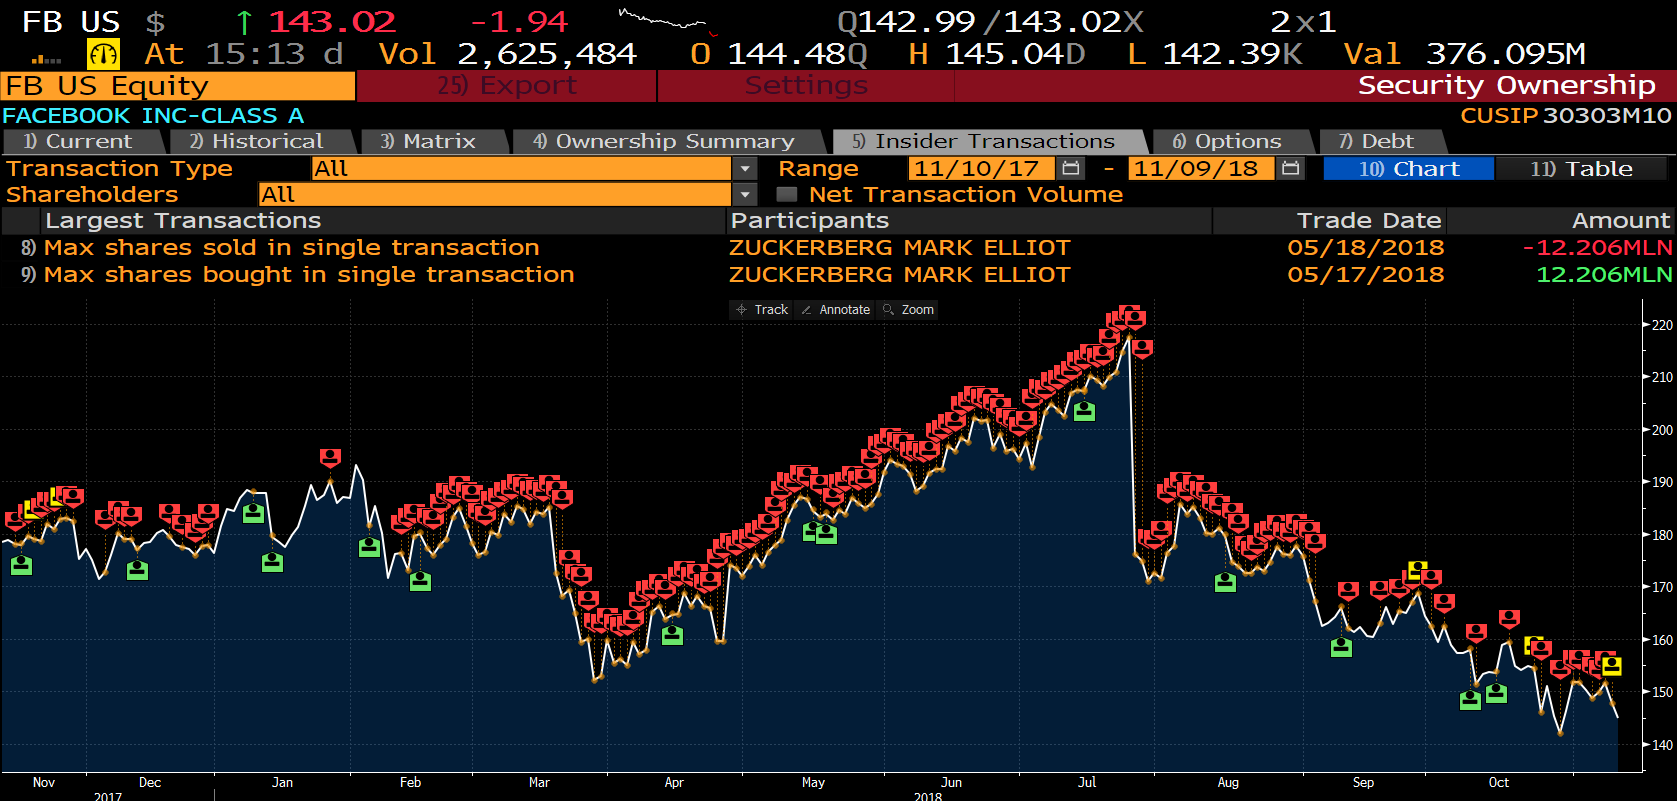 FB US $ ↑ 143.02 -1.94 Q142.99/143.02X 2x1
At 15:13 d Vol 2,625,484 O 144.48Q H 145.04D L 142.39K Val 376.095M
FB US Equity 25) Export Settings Security Ownership
FACEBOOK INC-CLASS A CUSIP 30303M10
1) Current 2) Historical 3) Matrix 4) Ownership Summary 5) Insider Transactions 6) Options 7) Debt
Transaction Type All Range 11/10/17 - 11/09/18 10) Chart 11) Table
Shareholders All Net Transaction Volume
Largest Transactions Participants Trade Date Amount
8) Max shares sold in single transaction ZUCKERBERG MARK ELLIOT 05/18/2018 -12.206MLN
9) Max shares bought in single transaction ZUCKERBERG MARK ELLIOT 05/17/2018 12.206MLN
Track Annotate Zoom
220
210
200
190
180
170
160
150
140
Nov Dec Jan Feb Mar Apr May Jun Jul Aug Sep Oct
2017 2018